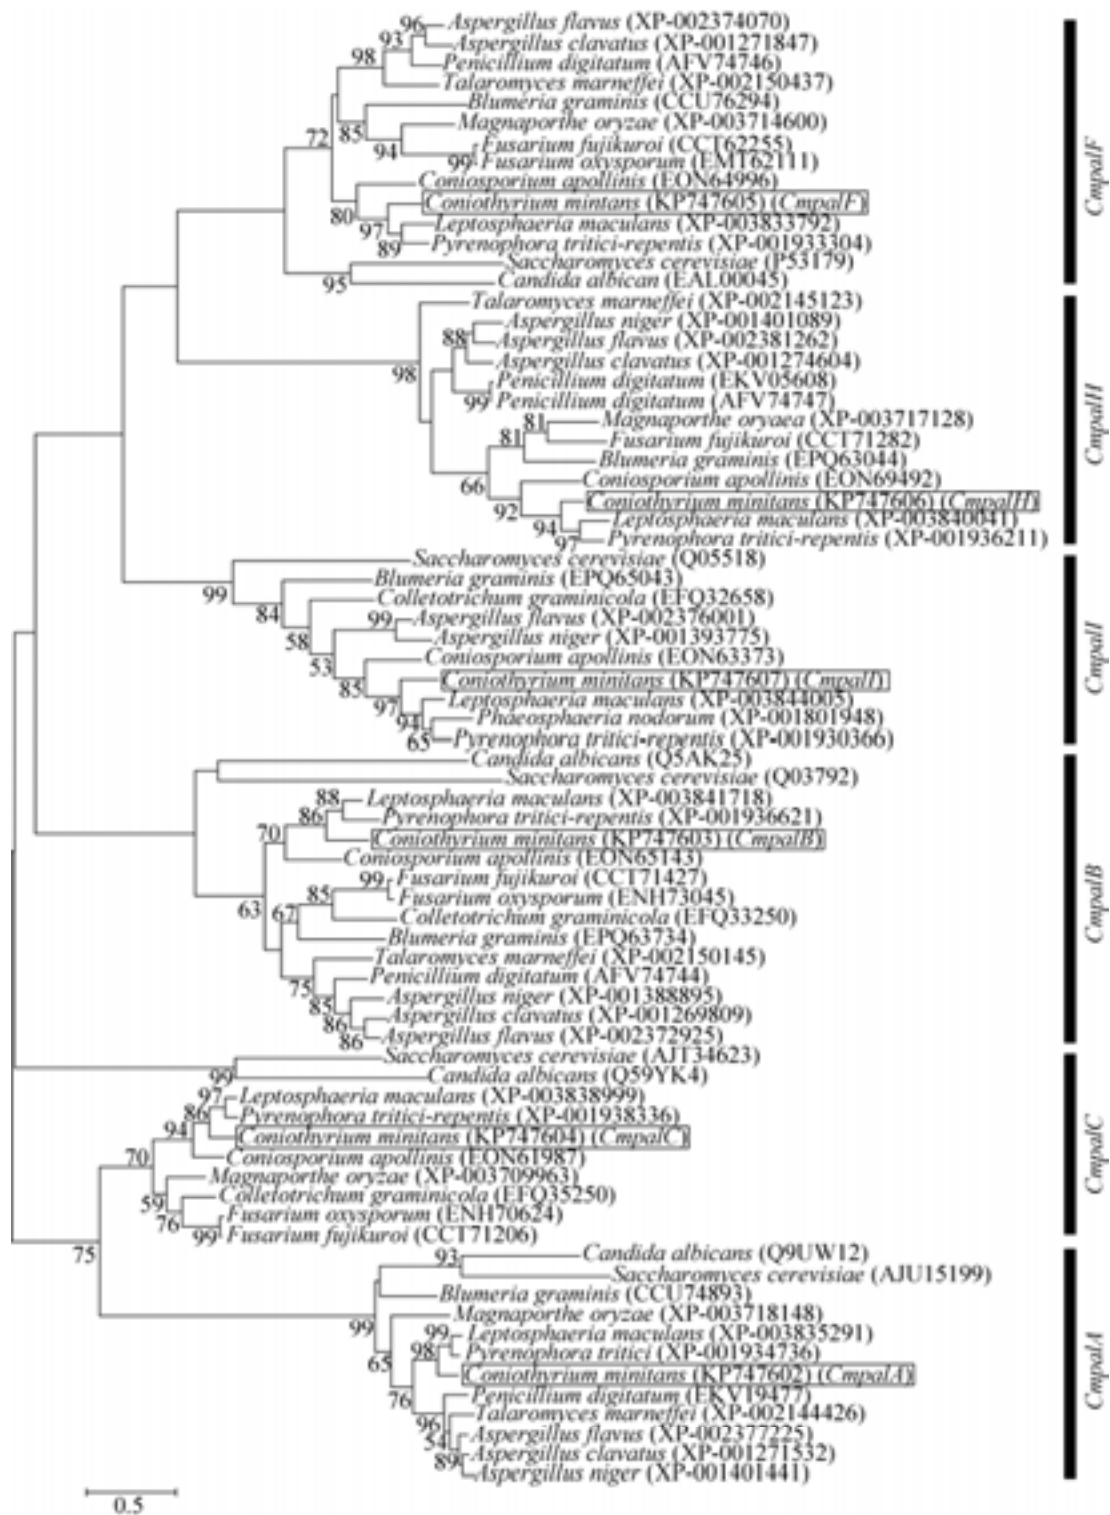 96 Aspergillus flavus (XP-002374070)
93 Aspergillus clavatus (XP-001271847)
Penicillium digitatum (AFV74746)
98 Talaromyces marneffei (XP-002150437)
Blumeria graminis (CCU76294)
85 Magnaporthe oryzae (XP-003714600)
72 94 Fusarium fujikuroi (CCT62255)
99 Fusarium oxysporum (EMT62111)
Coniosporium apollinis (EON64996)
80 Coniothyrium mintans (KP747605) (CmpalF)
97 Leptosphaeria maculans (XP-003833792)
89 Pyrenophora tritici-repentis (XP-001933304)
Saccharomyces cerevisiae (P53179)
95 Candida albican (EAL00045)
CmpalF
Talaromyces marneffei (XP-002145123)
Aspergillus niger (XP-001401089)
88 Aspergillus flavus (XP-002381262)
Aspergillus clavatus (XP-001274604)
98 Penicillium digitatum (EKV05608)
99 Penicillium digitatum (AFV74747)
81 Magnaporthe oryaea (XP-003717128)
81 Fusarium fujikuroi (CCT71282)
Blumeria graminis (EPQ63044)
66 Coniosporium apollinis (EON69492)
92 Coniothyrium minitans (KP747606) (CmpalH)
94 Leptosphaeria maculans (XP-003840041)
97 Pyrenophora tritici-repentis (XP-001936211)
CmpalH
Saccharomyces cerevisiae (Q05518)
99 Blumeria graminis (EPQ65043)
84 Colletotrichum graminicola (EFQ32658)
99 Aspergillus flavus (XP-002376001)
58 Aspergillus niger (XP-001393775)
53 Coniosporium apollinis (EON63373)
85 Coniothyrium minitans (KP747607) (CmpalI)
97 Leptosphaeria maculans (XP-003844005)
94 Phaeosphaeria nodorum (XP-001801948)
65 Pyrenophora tritici-repentis (XP-001930366)
CmpalI
Candida albicans (Q5AK25)
Saccharomyces cerevisiae (Q03792)
88 Leptosphaeria maculans (XP-003841718)
86 Pyrenophora tritici-repentis (XP-001936621)
70 Coniothyrium minitans (KP747603) (CmpalB)
Coniosporium apollinis (EON65143)
99 Fusarium fujikuroi (CCT71427)
85 Fusarium oxysporum (ENH73045)
63 67 Colletotrichum graminicola (EFQ33250)
Blumeria graminis (EPQ63734)
Talaromyces marneffei (XP-002150145)
75 Penicillium digitatum (AFV74744)
85 Aspergillus niger (XP-001388895)
86 Aspergillus clavatus (XP-001269809)
86 Aspergillus flavus (XP-002372925)
CmpalB
Saccharomyces cerevisiae (AJT34623)
99 Candida albicans (Q59YK4)
97 Leptosphaeria maculans (XP-003838999)
86 Pyrenophora tritici-repentis (XP-001938336)
94 Coniothyrium minitans (KP747604) (CmpalC)
70 Coniosporium apollinis (EON61987)
Magnaporthe oryzae (XP-003709963)
59 Colletotrichum graminicola (EFQ35250)
76 Fusarium oxysporum (ENH70624)
99 Fusarium fujikuroi (CCT71206)
75
CmpalC
93 Candida albicans (Q9UW12)
Saccharomyces cerevisiae (AJU15199)
Blumeria graminis (CCU74893)
99 Magnaporthe oryzae (XP-003718148)
99 Leptosphaeria maculans (XP-003835291)
65 98 Pyrenophora tritici (XP-001934736)
Coniothyrium minitans (KP747602) (CmpalA)
76 Penicillium digitatum (EKV19477)
96 Talaromyces marneffei (XP-002144426)
54 Aspergillus flavus (XP-002377225)
89 Aspergillus clavatus (XP-001271532)
Aspergillus niger (XP-001401441)
CmpalA
0.5